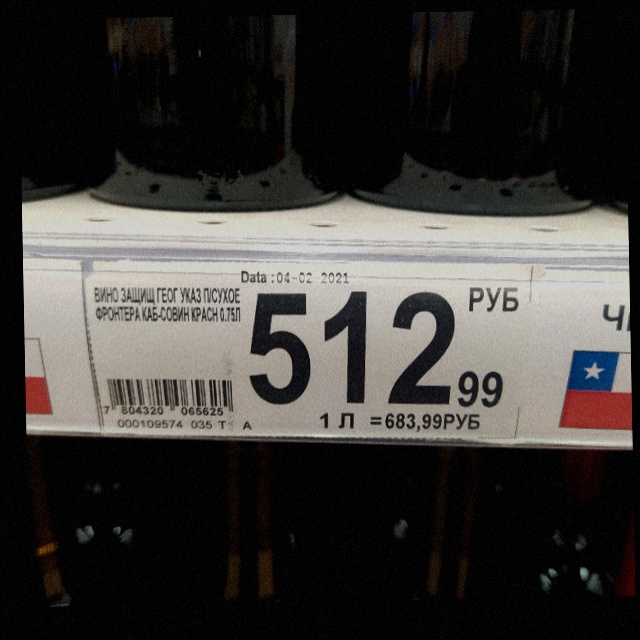 Data : 04-02 2021
ВИНО ЗАЩИЩ ГЕОГ УКАЗ П/СУХОЕ
ФРОНТЕРА КАБ-СОВИН КРАСН 0.75Л
512 99 РУБ
7 804320 065625
000109574 035 Т А
1 Л =683,99РУБ